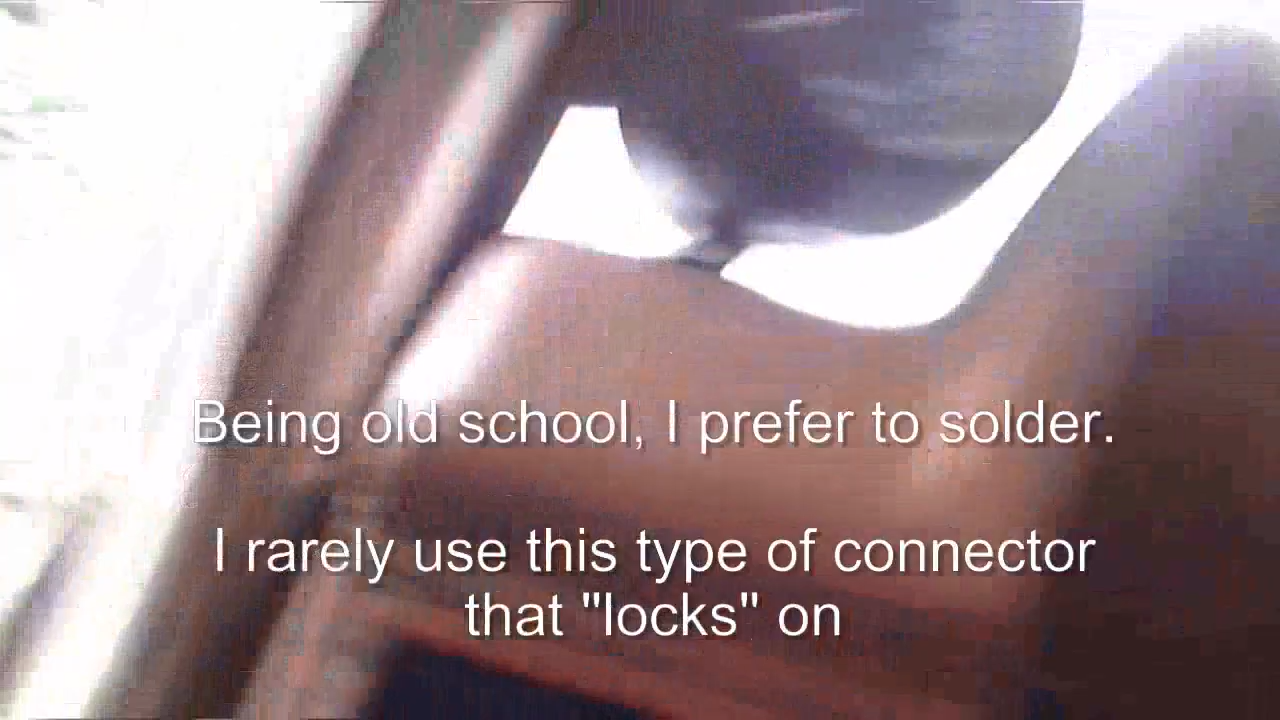 Being old school, I prefer to solder.
I rarely use this type of connector
that "locks" on